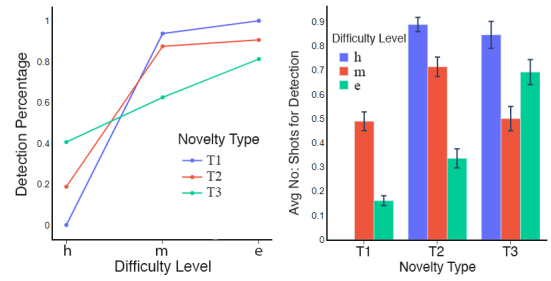 Detection Percentage
1
0.8
0.6
0.4
0.2
0
h m e
Difficulty Level
Novelty Type
T1
T2
T3
Avg No: Shots for Detection
0.9
0.8
0.7
0.6
0.5
0.4
0.3
0.2
0.1
0
T1 T2 T3
Novelty Type
Difficulty Level
h
m
e